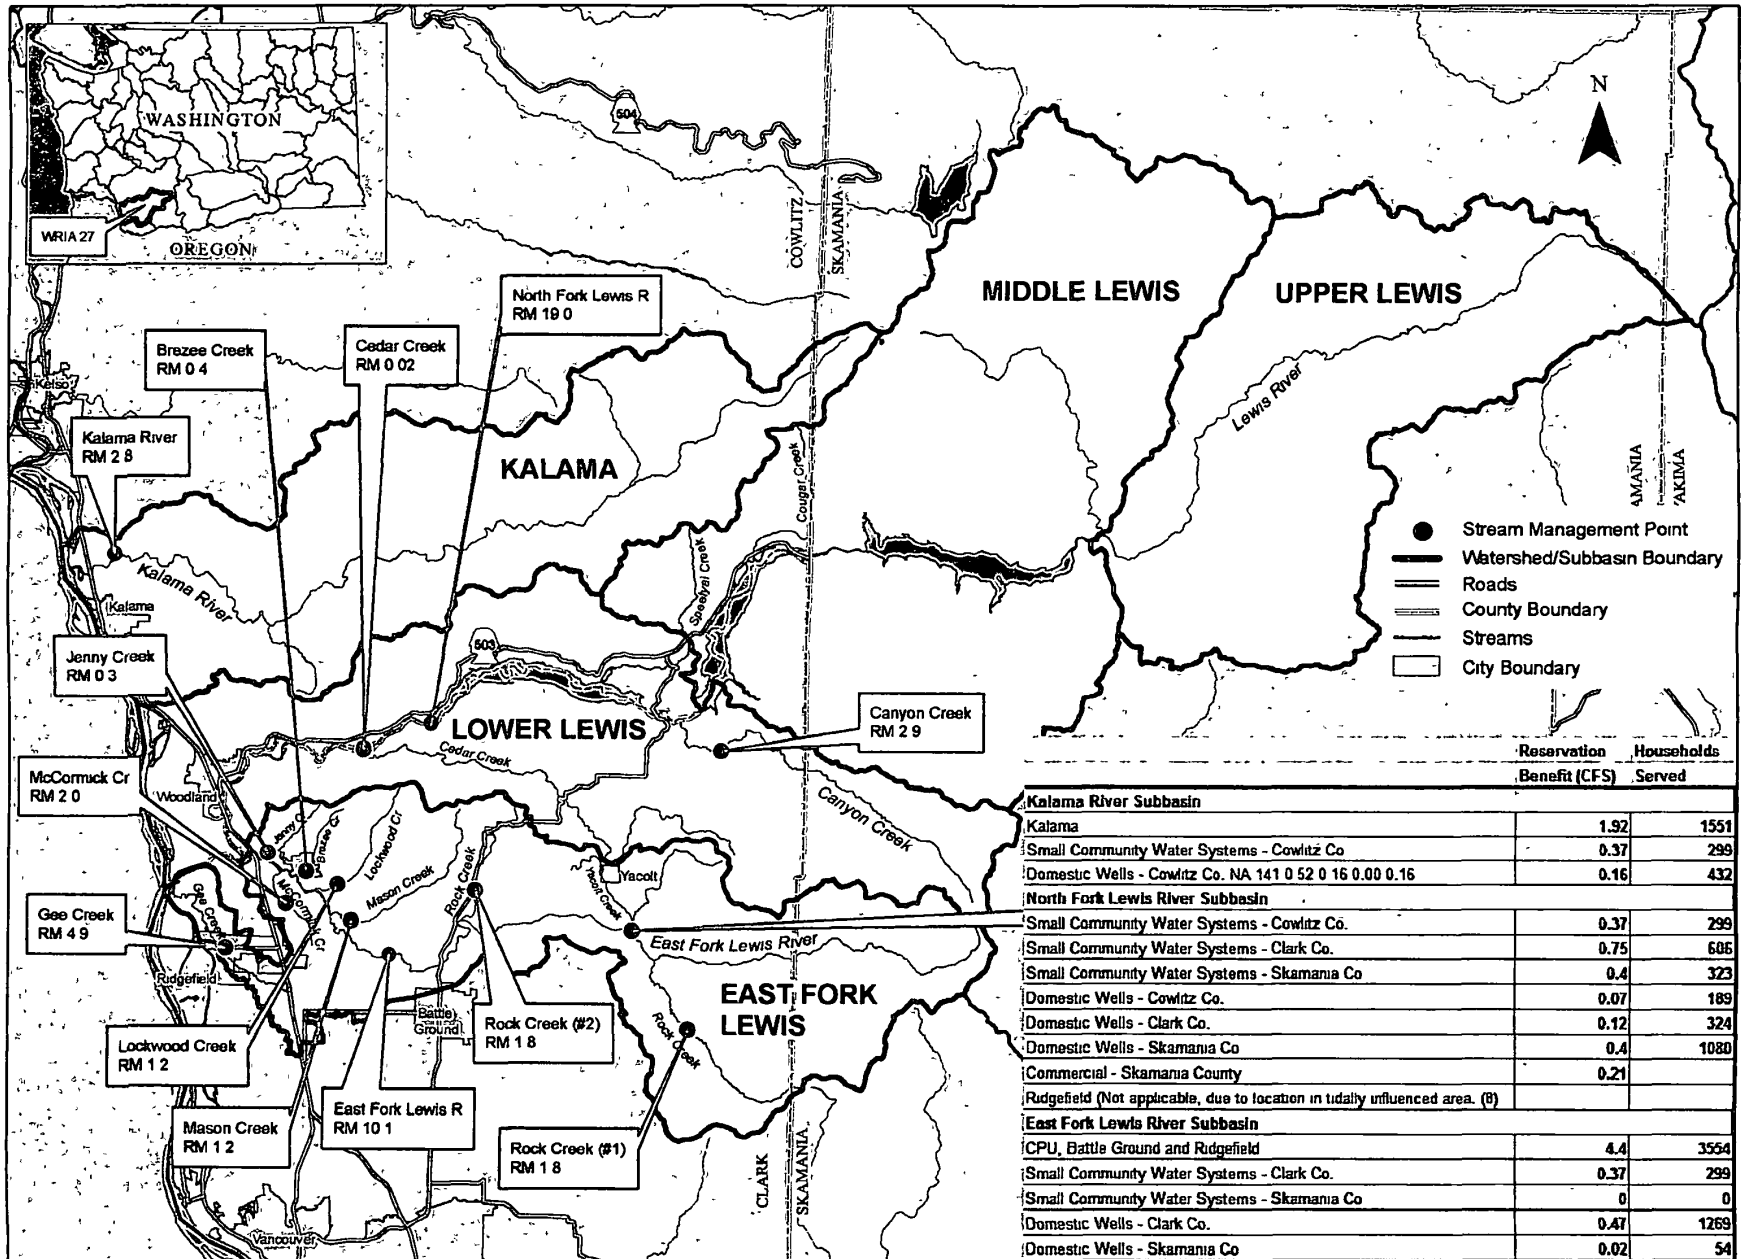 WASHINGTON
WRIA 27
OREGON
504
COWLITZ
SKAMANIA
N
MIDDLE LEWIS
UPPER LEWIS
North Fork Lewis R
RM 19 0
Brezee Creek
RM 0 4
Cedar Creek
RM 0 02
Kelso
Kalama River
RM 2 8
KALAMA
Cougar Creek
Lewis River
AMANIA
AKIMA
Stream Management Point
Watershed/Subbasin Boundary
Roads
County Boundary
Streams
City Boundary
Kalama River
Kalama
Speelyai Creek
503
Jenny Creek
RM 0 3
LOWER LEWIS
Cedar Creek
Canyon Creek
RM 2 9
McCormick Cr
RM 2 0
Woodland
Canyon Creek
Jenny Cr
Brezee Cr
Lockwood Cr
Mason Creek
Rock Creek
Yacolt
Yacolt Creek
McCormick Cr
Gee Creek
Gee Creek
RM 4 9
East Fork Lewis River
Ridgefield
EAST FORK
LEWIS
Battle
Ground
Rock Creek (#2)
RM 1 8
Rock Creek
Lockwood Creek
RM 1 2
East Fork Lewis R
RM 10 1
Mason Creek
RM 1 2
Rock Creek (#1)
RM 1 8
CLARK
SKAMANIA
Vancouver
Reservation Households
Benefit (CFS) Served
Kalama River Subbasin
Kalama 1.92 1551
Small Community Water Systems - Cowlitz Co 0.37 299
Domestic Wells - Cowlitz Co. NA 141 0 52 0 16 0.00 0.16 0.16 432
North Fork Lewis River Subbasin
Small Community Water Systems - Cowlitz Co. 0.37 299
Small Community Water Systems - Clark Co. 0.75 606
Small Community Water Systems - Skamania Co 0.4 323
Domestic Wells - Cowlitz Co. 0.07 189
Domestic Wells - Clark Co. 0.12 324
Domestic Wells - Skamania Co 0.4 1080
Commercial - Skamania County 0.21
Ridgefield (Not applicable, due to location in tidally influenced area. (8)
East Fork Lewis River Subbasin
CPU, Battle Ground and Ridgefield 4.4 3554
Small Community Water Systems - Clark Co. 0.37 299
Small Community Water Systems - Skamania Co 0 0
Domestic Wells - Clark Co. 0.47 1269
Domestic Wells - Skamania Co 0.02 54